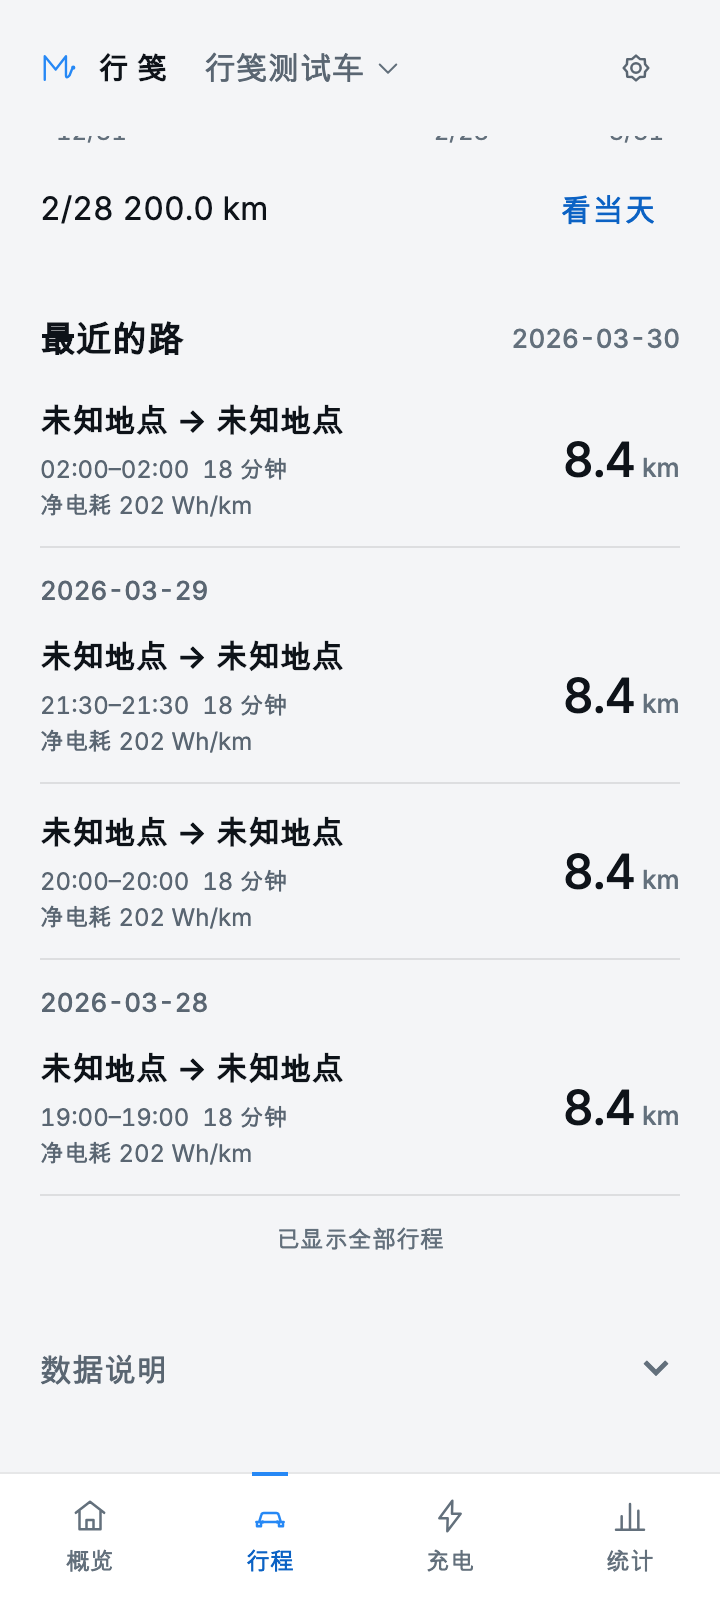 行笺 行笺测试车
2/28 200.0 km 看当天
最近的路 2026-03-30
未知地点 → 未知地点
02:00–02:00 18 分钟
净电耗 202 Wh/km
8.4 km
2026-03-29
未知地点 → 未知地点
21:30–21:30 18 分钟
净电耗 202 Wh/km
8.4 km
未知地点 → 未知地点
20:00–20:00 18 分钟
净电耗 202 Wh/km
8.4 km
2026-03-28
未知地点 → 未知地点
19:00–19:00 18 分钟
净电耗 202 Wh/km
8.4 km
已显示全部行程
数据说明
概览 行程 充电 统计